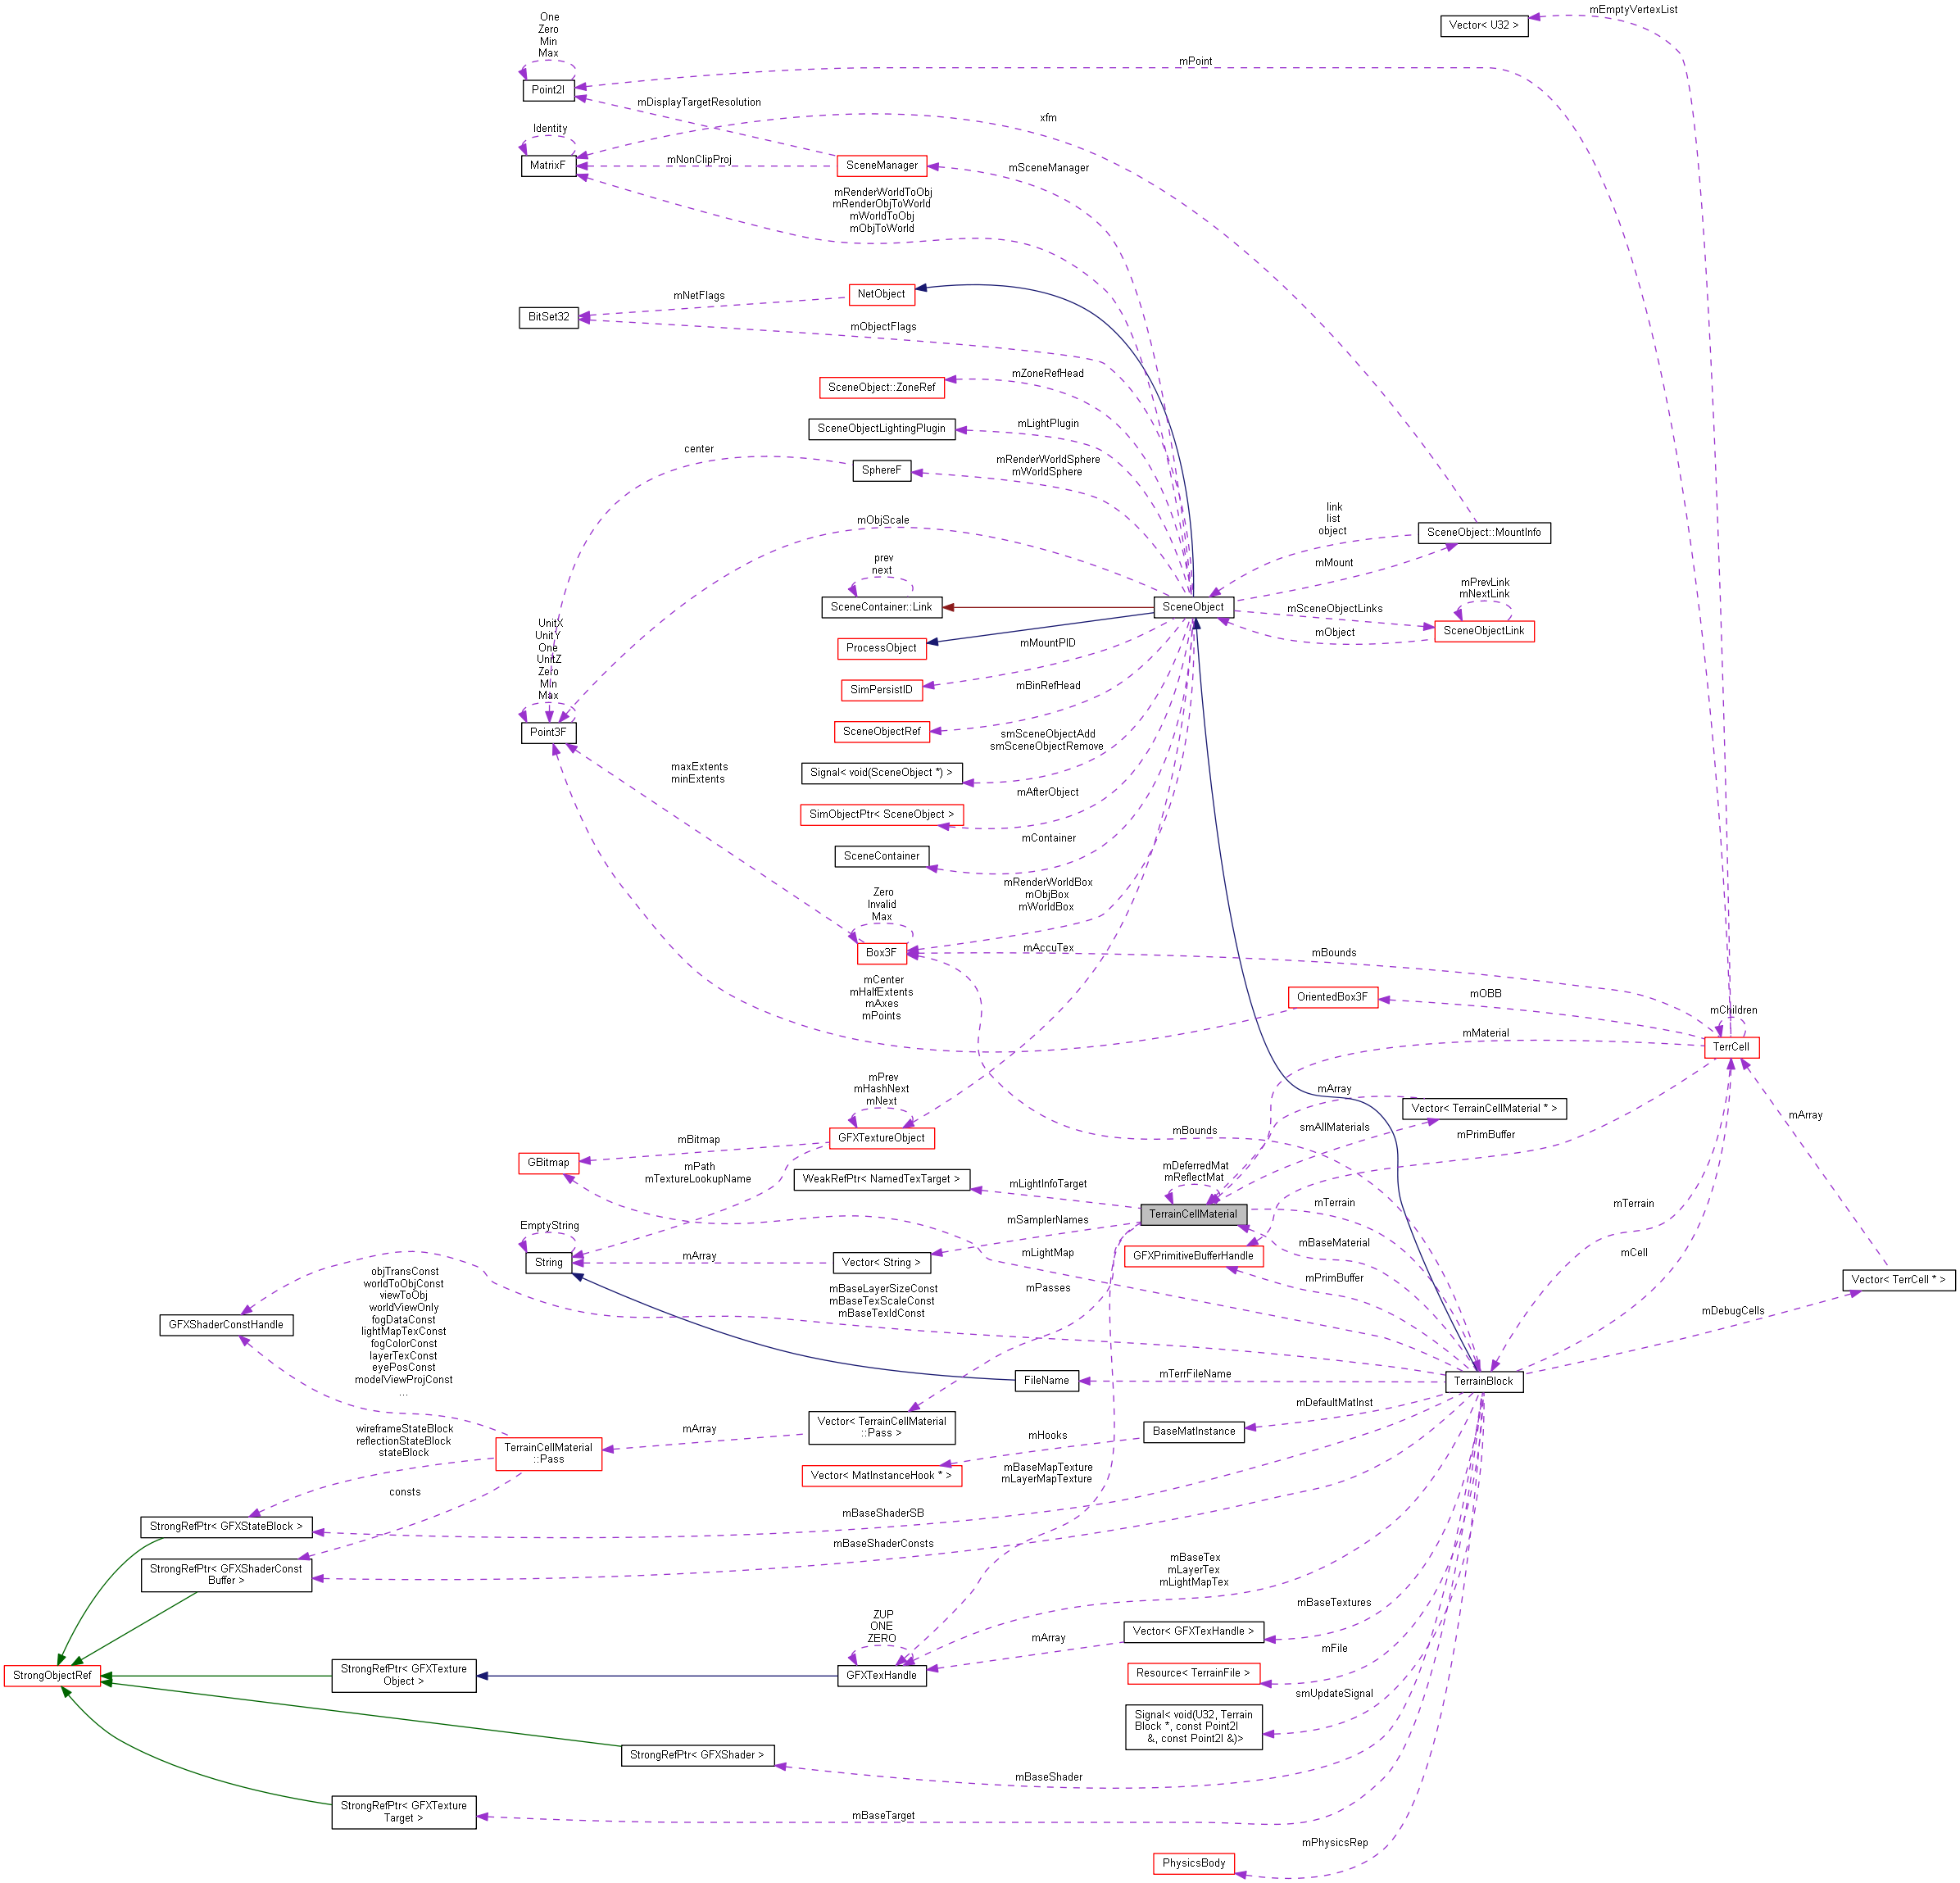 mEmptyVertexList
One
Zero
Min
Max
Vector< U32 >
mPoint
Point2I
mDisplayTargetResolution
xfm
Identity
mNonClipProj
MatrixF
SceneManager
mSceneManager
mRenderWorldToObj
mRenderObjToWorld
mWorldToObj
mObjToWorld
NetObject
mNetFlags
BitSet32
mObjectFlags
mZoneRefHead
SceneObject::ZoneRef
mLightPlugin
SceneObjectLightingPlugin
center
mRenderWorldSphere
mWorldSphere
SphereF
link
list
object
mObjScale
SceneObject::MountInfo
prev
next
mMount
mPrevLink
mNextLink
SceneContainer::Link
SceneObject
mSceneObjectLinks
UnitX
UnitY
One
UnitZ
Zero
Min
Max
mObject
SceneObjectLink
ProcessObject
mMountPID
SimPersistID
mBinRefHead
Point3F
SceneObjectRef
smSceneObjectAdd
smSceneObjectRemove
maxExtents
minExtents
Signal< void(SceneObject *) >
mAfterObject
SimObjectPtr< SceneObject >
mContainer
SceneContainer
mRenderWorldBox
mObjBox
mWorldBox
Zero
Invalid
Max
mAccuTex
Box3F
mBounds
mCenter
mHalfExtents
mAxes
mPoints
OrientedBox3F
mOBB
mChildren
mMaterial
TerrCell
mPrev
mHashNext
mNext
mArray
Vector< TerrainCellMaterial * >
mArray
mBitmap
GFXTextureObject
mBounds
smAllMaterials
mPrimBuffer
GBitmap
mPath
mTextureLookupName
WeakRefPtr< NamedTexTarget >
mLightInfoTarget
mDeferredMat
mReflectMat
mTerrain
mTerrain
TerrainCellMaterial
EmptyString
mSamplerNames
mBaseMaterial
String
mArray
Vector< String >
mLightMap
GFXPrimitiveBufferHandle
mCell
objTransConst
worldToObjConst
viewToObj
worldViewOnly
fogDataConst
lightMapTexConst
fogColorConst
layerTexConst
eyePosConst
modelViewProjConst
...
mBaseLayerSizeConst
mBaseTexScaleConst
mBaseTexIdConst
mPasses
mPrimBuffer
Vector< TerrCell * >
mDebugCells
GFXShaderConstHandle
FileName
mTerrFileName
TerrainBlock
mDefaultMatInst
wireframeStateBlock
reflectionStateBlock
stateBlock
mArray
Vector< TerrainCellMaterial
::Pass >
mHooks
BaseMatInstance
TerrainCellMaterial
::Pass
Vector< MatInstanceHook * >
mBaseMapTexture
mLayerMapTexture
consts
mBaseShaderSB
StrongRefPtr< GFXStateBlock >
mBaseShaderConsts
StrongRefPtr< GFXShaderConst
Buffer >
mBaseTex
mLayerTex
mLightMapTex
mBaseTextures
ZUP
ONE
ZERO
mArray
Vector< GFXTexHandle >
mFile
StrongObjectRef
StrongRefPtr< GFXTexture
Object >
GFXTexHandle
Resource< TerrainFile >
smUpdateSignal
Signal< void(U32, Terrain
Block *, const Point2I
&, const Point2I &)>
StrongRefPtr< GFXShader >
mBaseShader
StrongRefPtr< GFXTexture
Target >
mBaseTarget
mPhysicsRep
PhysicsBody